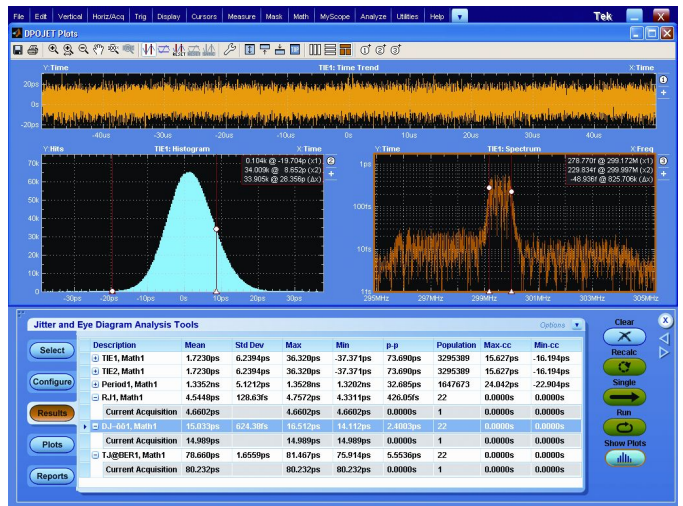 File Edit Vertical Horiz/Acq Trig Display Cursors Measure Mask Math MyScope Analyze Utilities Help Tek X
DPOJET Plots
RESET
Y:Time TIE1: Time Trend X:Time
20ps
0s
-20ps
-40us -30us -20us -10us 0s 10us 20us 30us 40us
Y:Hits TIE1: Histogram X:Time
0.104k @ -19.704p (x1)
34.009k @ 8.652p (x2)
33.905k @ 28.356p (Δx)
70k
60k
50k
40k
30k
20k
10k
0
-30ps -20ps -10ps 0s 10ps 20ps 30ps
Y:Time TIE1: Spectrum X:Freq
278.770f @ 299.172M (x1)
229.834f @ 299.997M (x2)
-48.936f @ 825.706k (Δx)
1ps
100fs
10fs
1fs
295MHz 297MHz 299MHz 301MHz 303MHz 305MHz
1
2
3
Jitter and Eye Diagram Analysis Tools Options
Select
Configure
Results
Plots
Reports
Description Mean Std Dev Max Min p-p Population Max-cc Min-cc
TIE1, Math1 1.7230ps 6.2394ps 36.320ps -37.371ps 73.690ps 3295389 15.627ps -16.194ps
TIE2, Math1 1.7230ps 6.2394ps 36.320ps -37.371ps 73.690ps 3295389 15.627ps -16.194ps
Period1, Math1 1.3352ns 5.1212ps 1.3528ns 1.3202ns 32.685ps 1647673 24.042ps -22.904ps
RJ1, Math1 4.5448ps 128.63fs 4.7572ps 4.3311ps 426.05fs 22 0.0000s 0.0000s
Current Acquisition 4.6602ps 4.6602ps 4.6602ps 0.0000s 1 0.0000s 0.0000s
DJ-δδ1, Math1 15.033ps 624.38fs 16.512ps 14.112ps 2.4003ps 22 0.0000s 0.0000s
Current Acquisition 14.989ps 14.989ps 14.989ps 0.0000s 1 0.0000s 0.0000s
TJ@BER1, Math1 78.660ps 1.6559ps 81.467ps 75.914ps 5.5536ps 22 0.0000s 0.0000s
Current Acquisition 80.232ps 80.232ps 80.232ps 0.0000s 1 0.0000s 0.0000s
Clear
Recalc
Single
Run
Show Plots
X